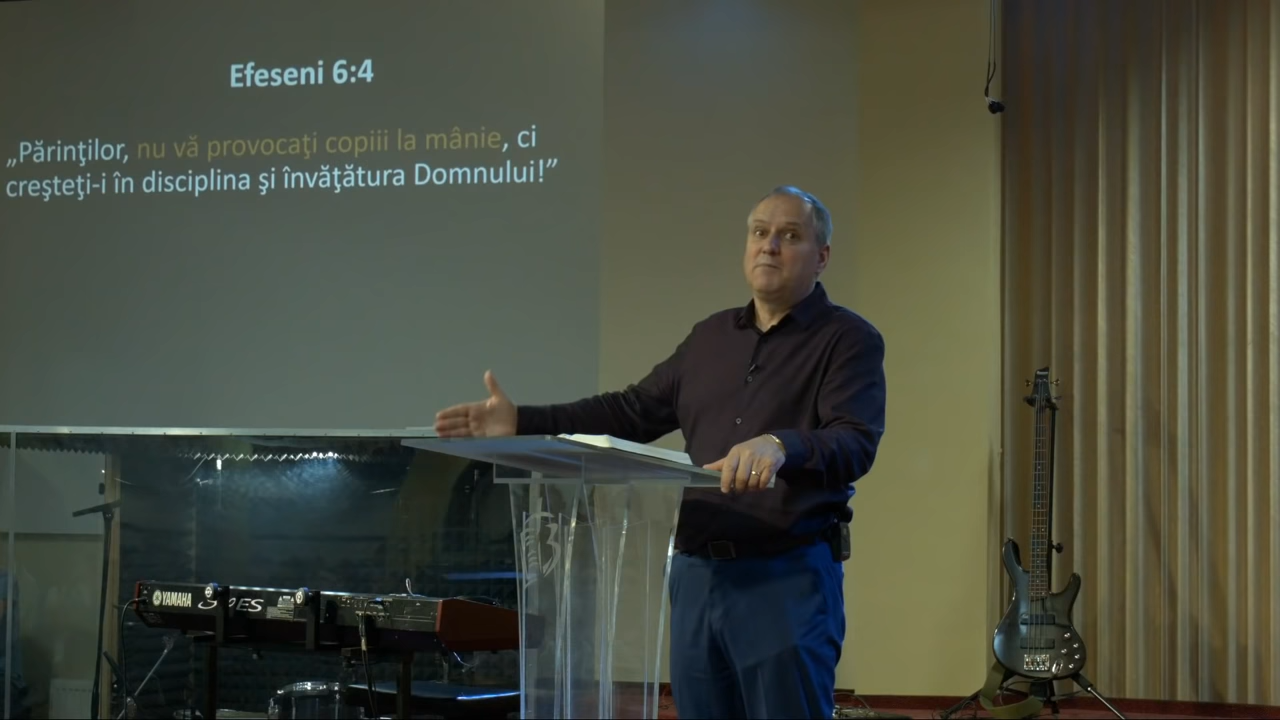 Efeseni 6:4
„Părinţilor, nu vă provocaţi copiii la mânie, ci
creşteţi-i în disciplina şi învăţătura Domnului!”
YAMAHA